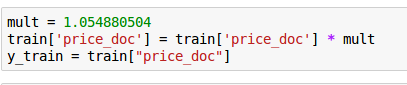 mult = 1.054880504
train['price_doc'] = train['price_doc'] * mult
y_train = train["price_doc"]